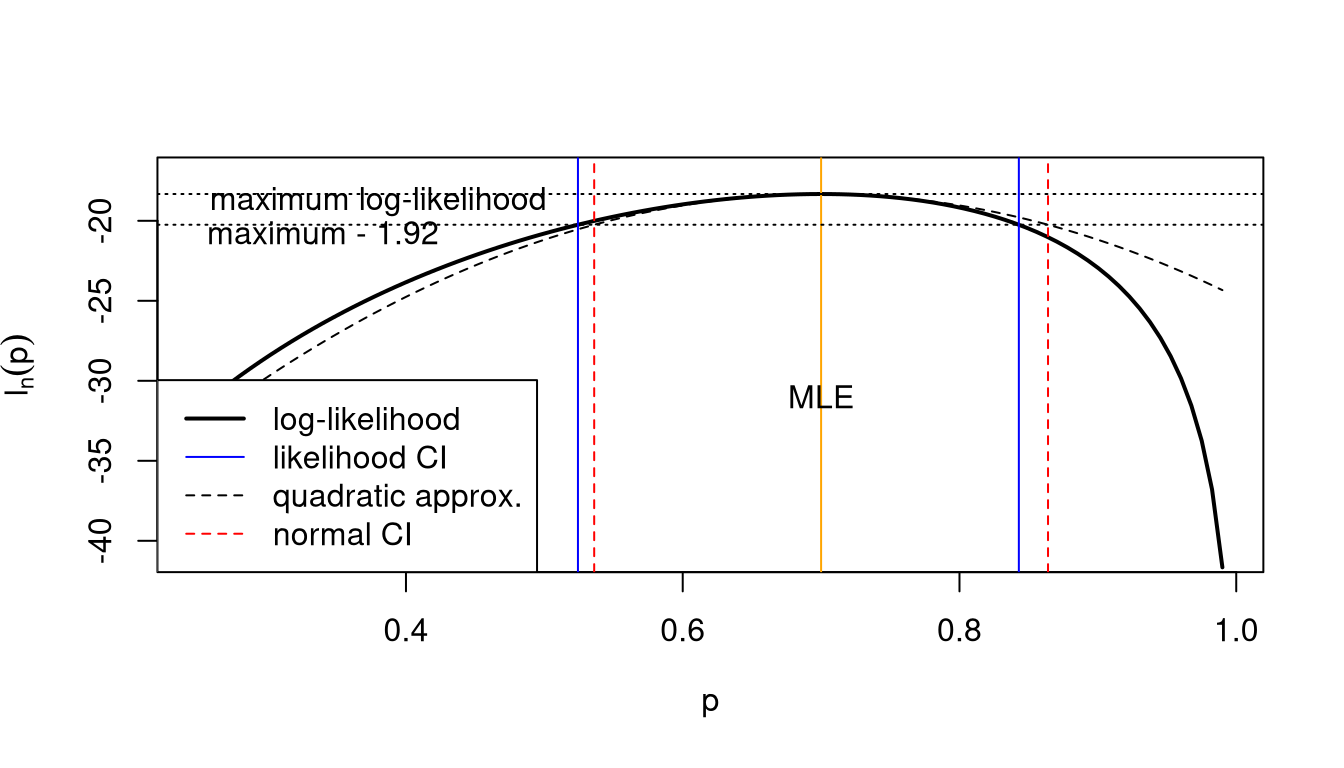 maximum log-likelihood
maximum - 1.92
-20
-25
-30
-35
-40
lₙ(p)
MLE
log-likelihood
likelihood CI
quadratic approx.
normal CI
0.4
0.6
0.8
1.0
p